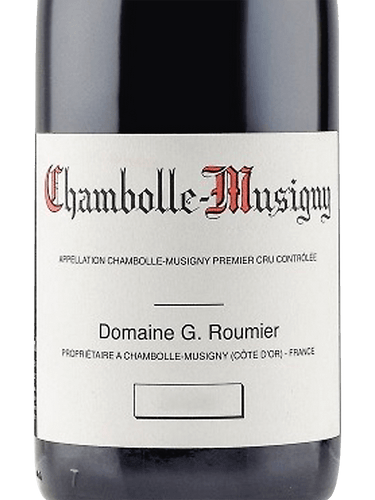 Chambolle-Musigny
APPELLATION CHAMBOLLE-MUSIGNY PREMIER CRU CONTRÔLÉE
Domaine G. Roumier
PROPRIÉTAIRE A CHAMBOLLE-MUSIGNY (CÔTE D'OR) - FRANCE